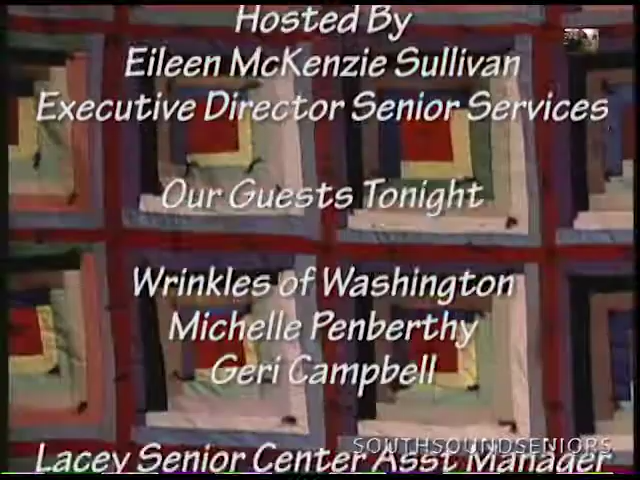 Hosted By
Eileen McKenzie Sullivan
Executive Director Senior Services
Our Guests Tonight
Wrinkles of Washington
Michelle Penberthy
Geri Campbell
SOUTHSOUNDSENIORS
Lacey Senior Center Asst Manager